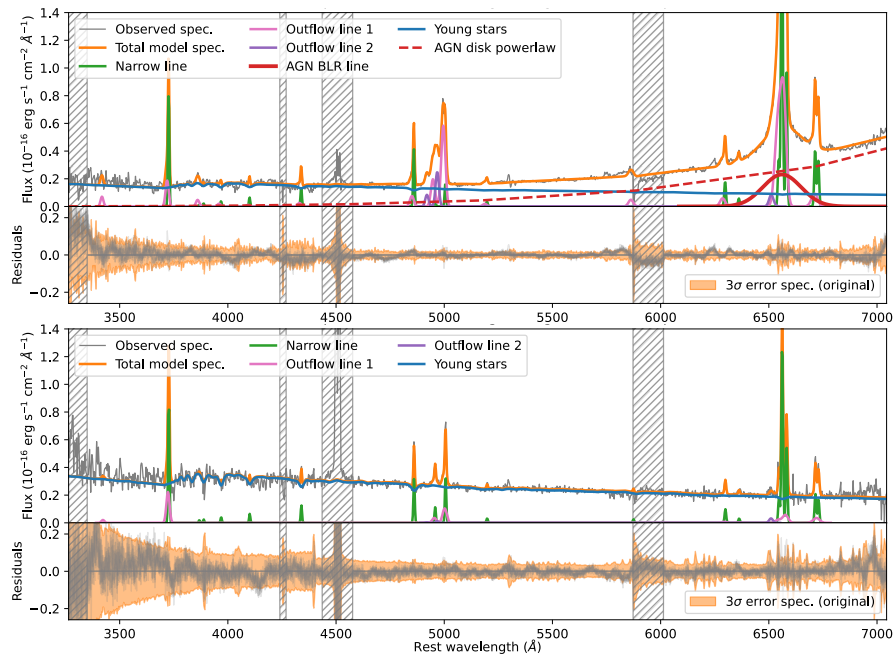 Observed spec.
Total model spec.
Narrow line
Outflow line 1
Outflow line 2
AGN BLR line
Young stars
AGN disk powerlaw
Flux (10⁻¹⁶ erg s⁻¹ cm⁻² Å⁻¹)
1.4
1.2
1.0
0.8
0.6
0.4
0.2
0.0
Residuals
0.2
0.0
−0.2
3σ error spec. (original)
3500 4000 4500 5000 5500 6000 6500 7000
Observed spec.
Total model spec.
Narrow line
Outflow line 1
Outflow line 2
Young stars
Flux (10⁻¹⁶ erg s⁻¹ cm⁻² Å⁻¹)
1.4
1.2
1.0
0.8
0.6
0.4
0.2
0.0
Residuals
0.2
0.0
−0.2
3σ error spec. (original)
3500 4000 4500 5000 5500 6000 6500 7000
Rest wavelength (Å)